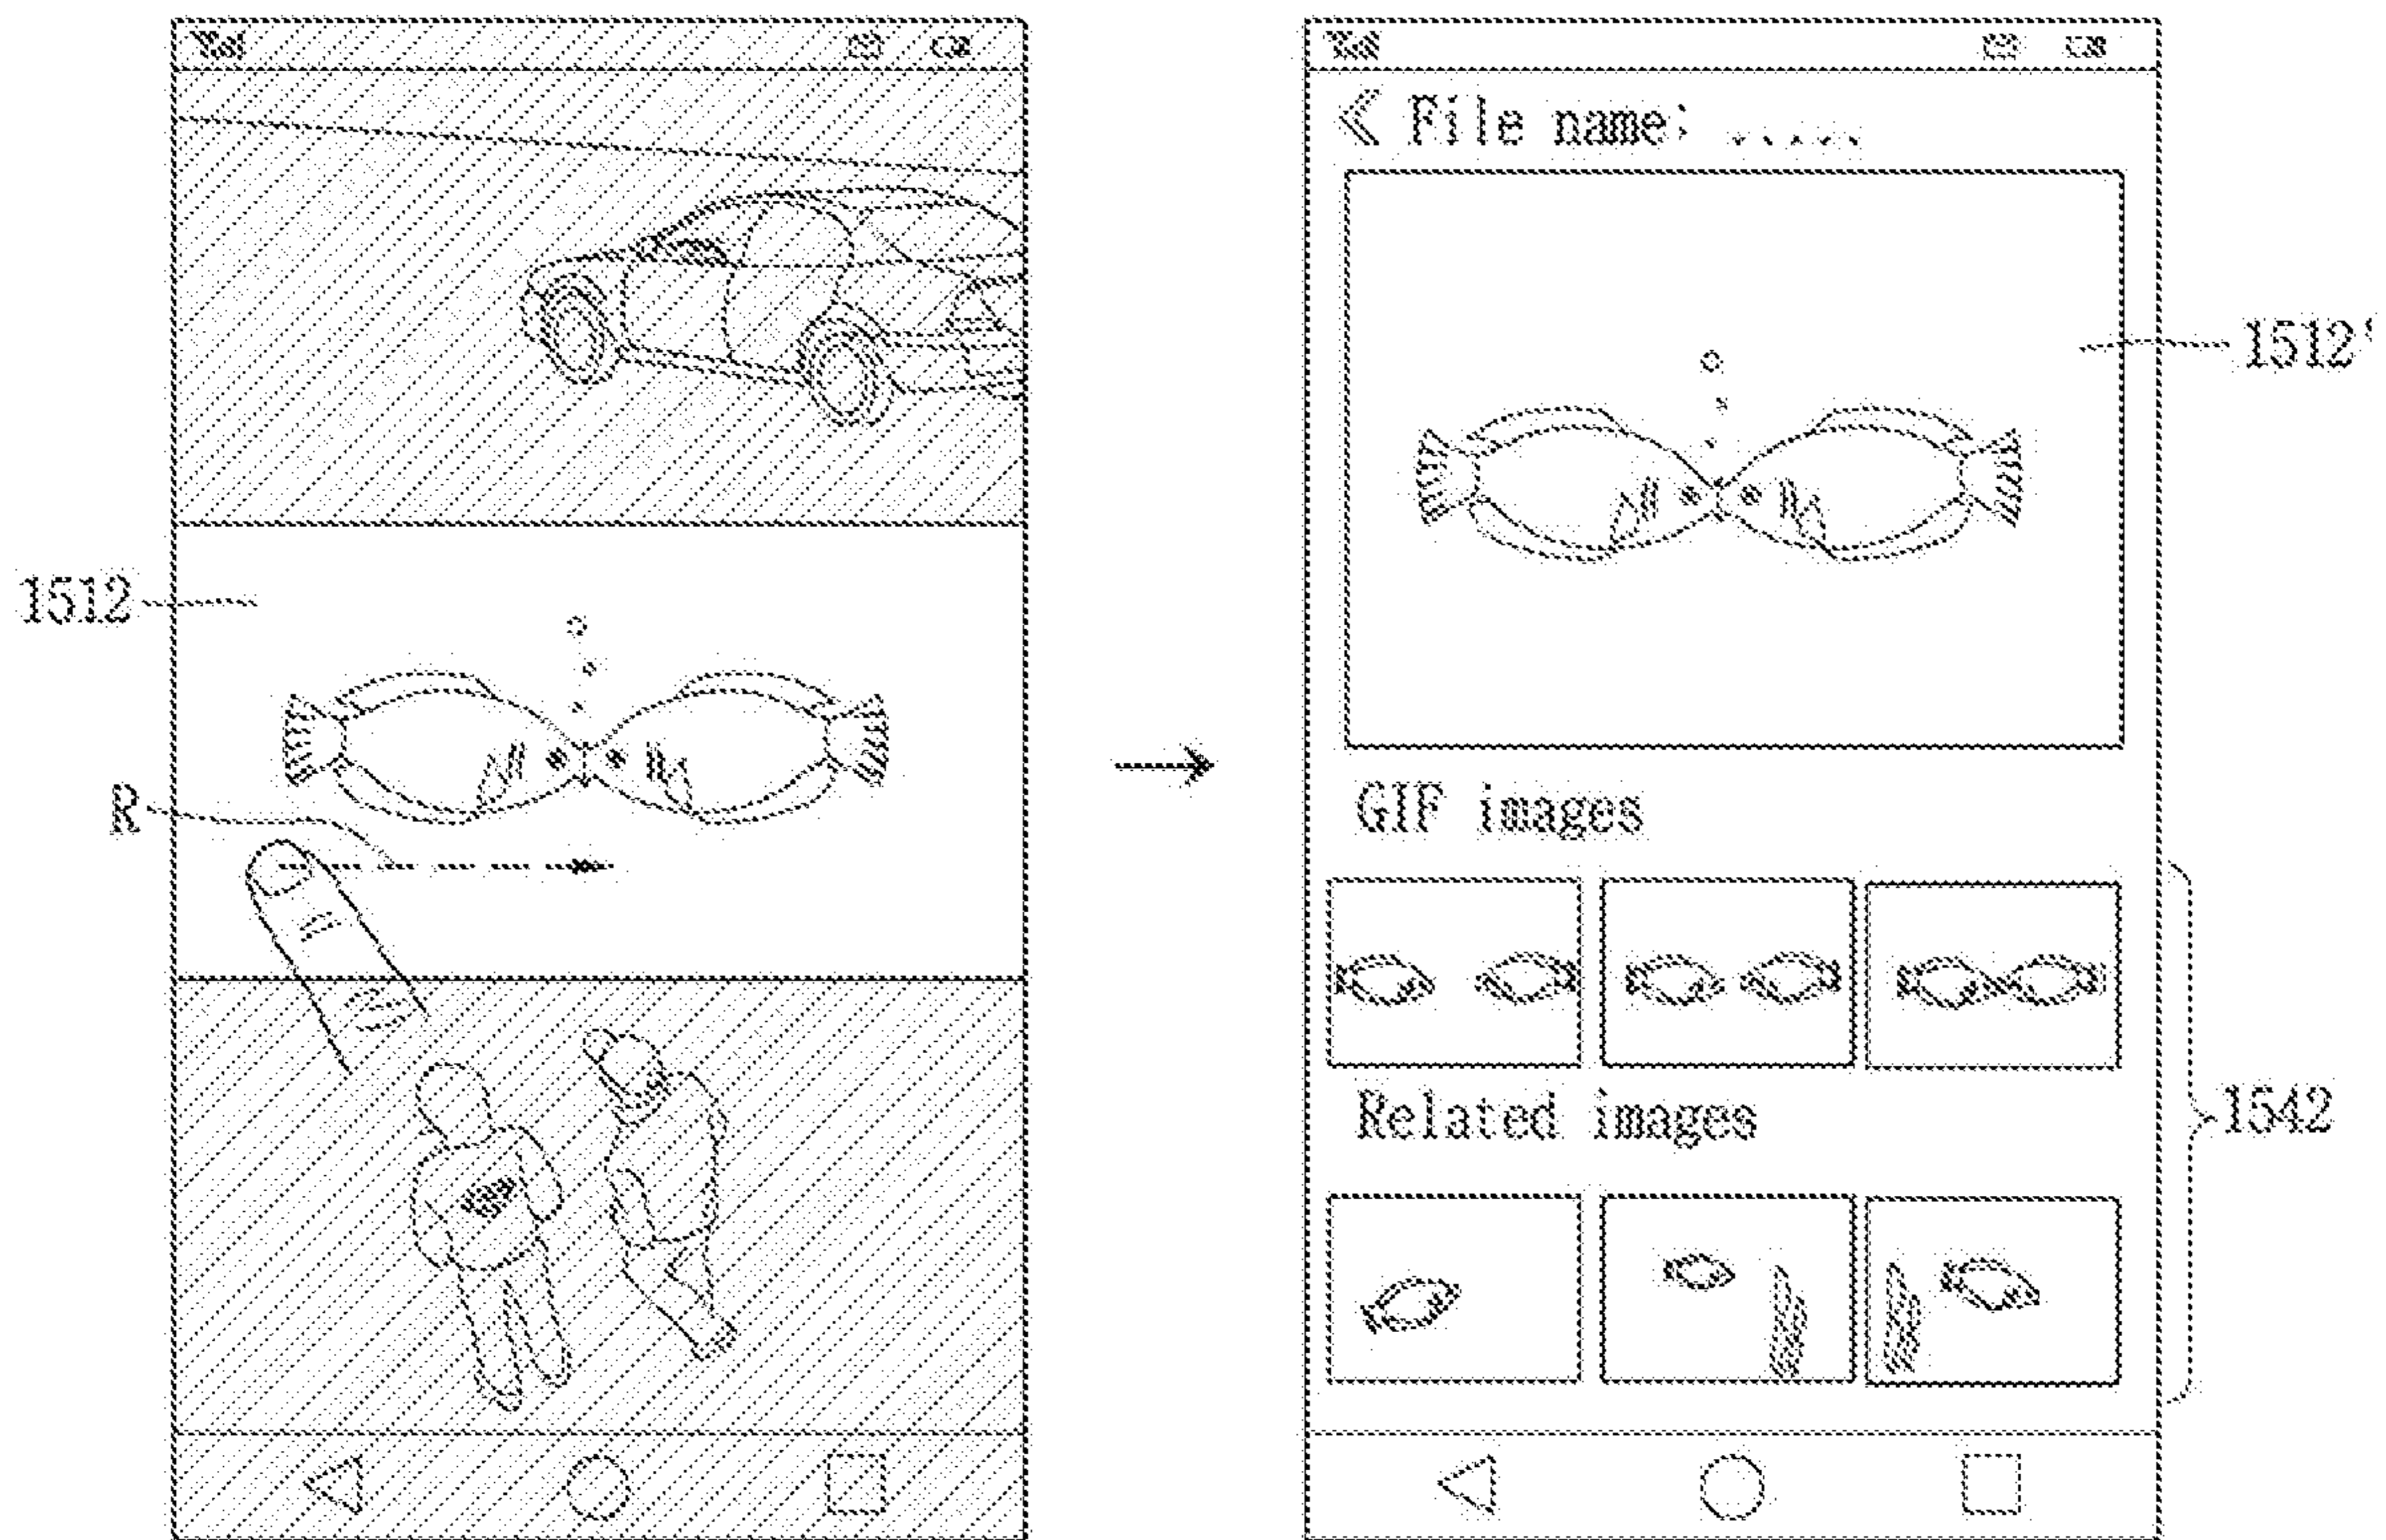 1512
R
File name: .....
1512'
GIF images
Related images
1542